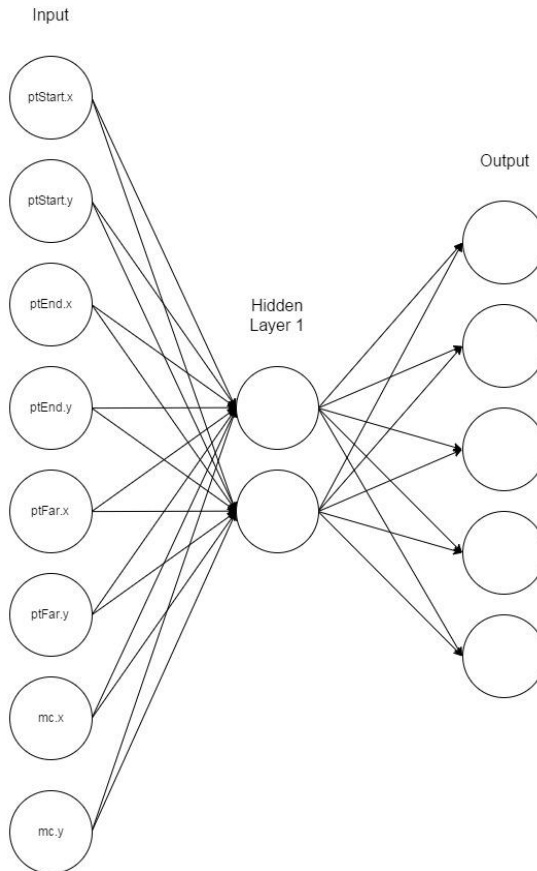 Input
ptStart.x
ptStart.y
ptEnd.x
ptEnd.y
ptFar.x
ptFar.y
mc.x
mc.y
Hidden
Layer 1
Output